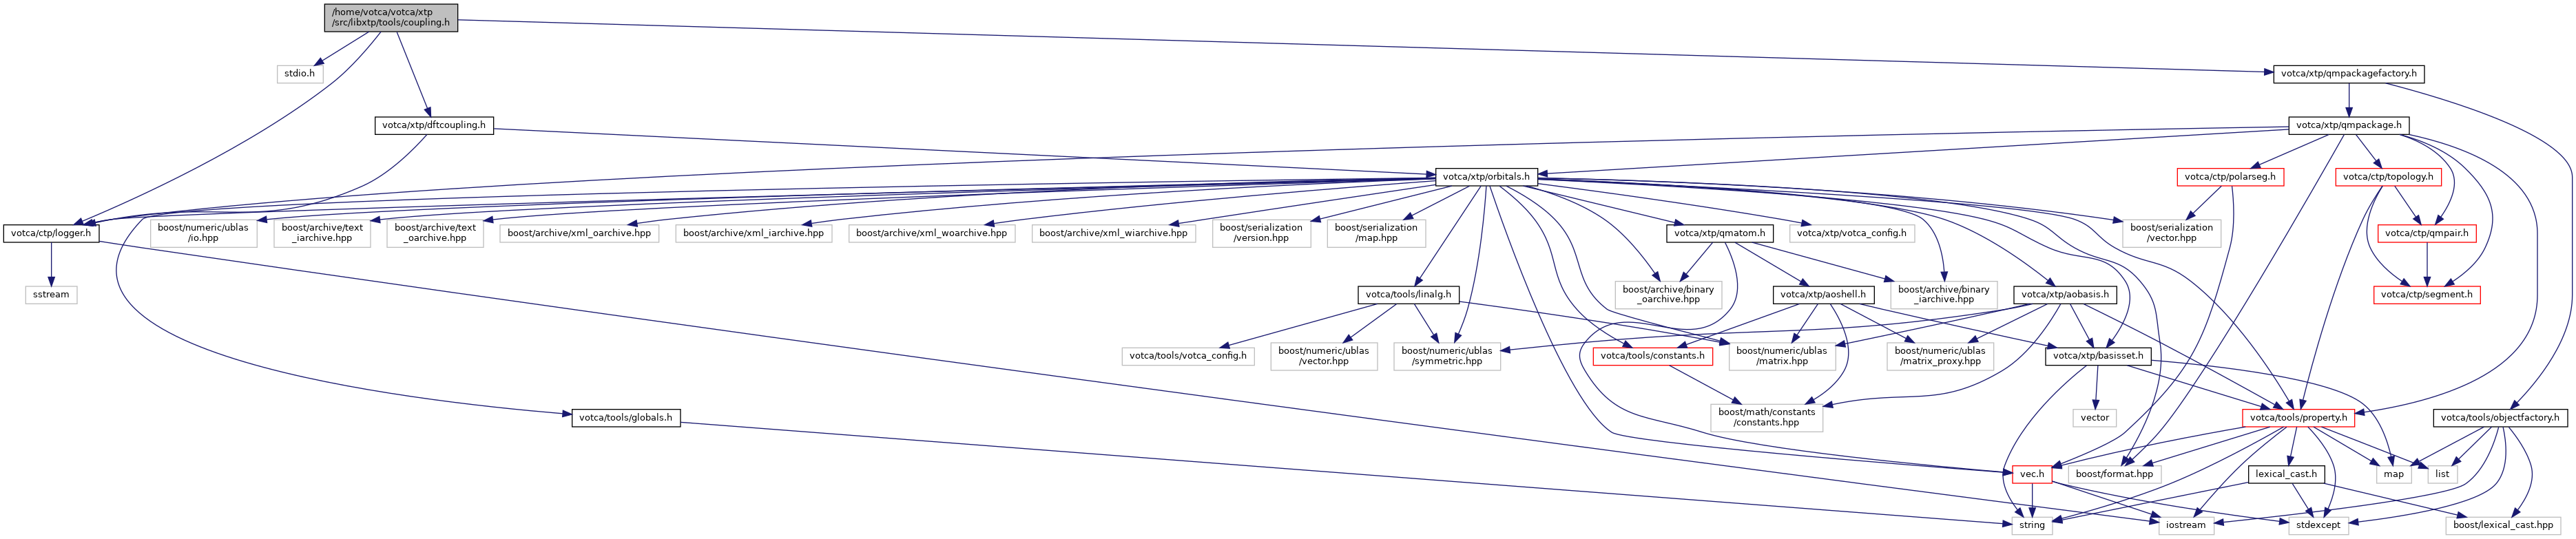 /home/votca/votca/xtp
/src/libxtp/tools/coupling.h
stdio.h
votca/xtp/qmpackagefactory.h
votca/xtp/dftcoupling.h
votca/xtp/qmpackage.h
votca/xtp/orbitals.h
votca/ctp/polarseg.h
votca/ctp/topology.h
votca/ctp/logger.h
boost/numeric/ublas
/io.hpp
boost/archive/text
_iarchive.hpp
boost/archive/text
_oarchive.hpp
boost/archive/xml_oarchive.hpp
boost/archive/xml_iarchive.hpp
boost/archive/xml_woarchive.hpp
boost/archive/xml_wiarchive.hpp
boost/serialization
/version.hpp
boost/serialization
/map.hpp
votca/xtp/qmatom.h
votca/xtp/votca_config.h
boost/serialization
/vector.hpp
votca/ctp/qmpair.h
sstream
votca/tools/linalg.h
boost/archive/binary
_oarchive.hpp
votca/xtp/aoshell.h
boost/archive/binary
_iarchive.hpp
votca/xtp/aobasis.h
votca/ctp/segment.h
votca/tools/votca_config.h
boost/numeric/ublas
/vector.hpp
boost/numeric/ublas
/symmetric.hpp
votca/tools/constants.h
boost/numeric/ublas
/matrix.hpp
boost/numeric/ublas
/matrix_proxy.hpp
votca/xtp/basisset.h
votca/tools/globals.h
boost/math/constants
/constants.hpp
vector
votca/tools/property.h
votca/tools/objectfactory.h
vec.h
boost/format.hpp
lexical_cast.h
map
list
string
iostream
stdexcept
boost/lexical_cast.hpp